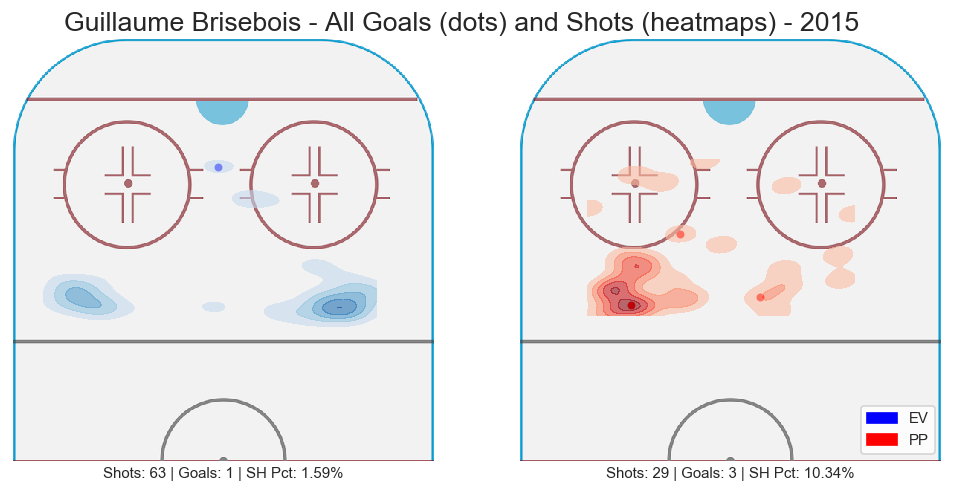 Guillaume Brisebois - All Goals (dots) and Shots (heatmaps) - 2015
EV
PP
Shots: 63 | Goals: 1 | SH Pct: 1.59%
Shots: 29 | Goals: 3 | SH Pct: 10.34%